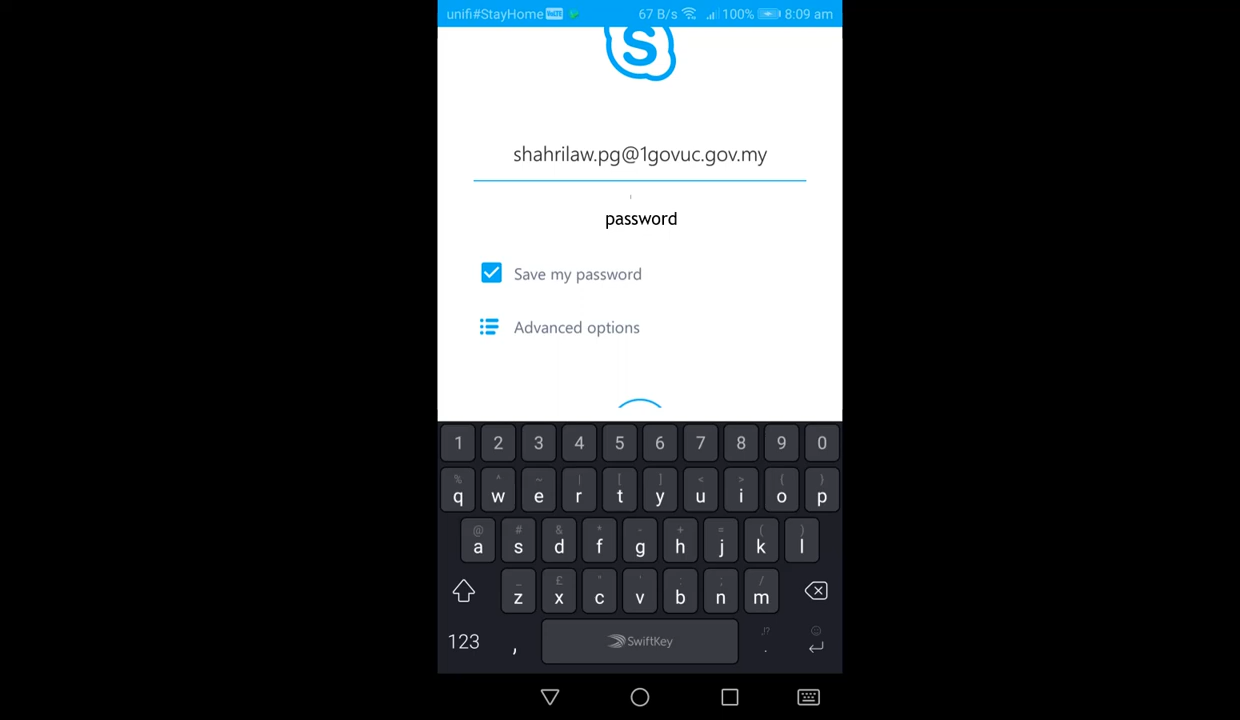 unifi#StayHome VoLTE 67 B/s 100% 8:09 am
S
shahrilaw.pg@1govuc.gov.my
password
Save my password
Advanced options
1 2 3 4 5 6 7 8 9 0
% ^ ~ | [ ] < > { }
q w e r t y u i o p
@ # & * - + = ( )
a s d f g h j k l
_ £ " ' : ; /
z x c v b n m
123 , SwiftKey ,!? .